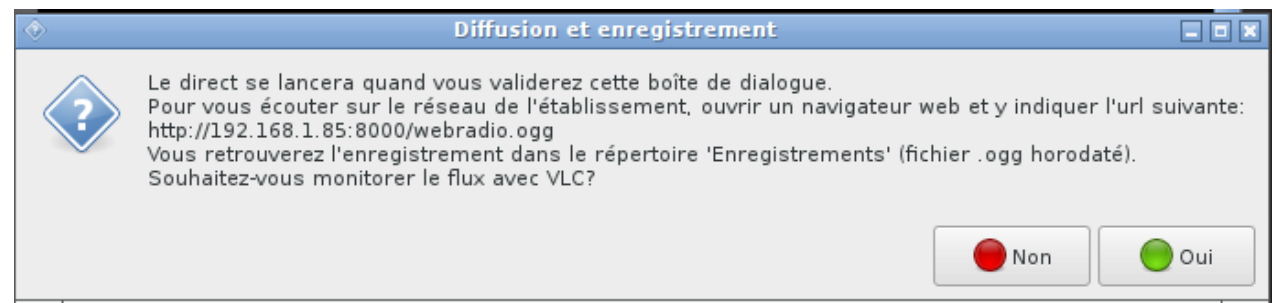 Diffusion et enregistrement
Le direct se lancera quand vous validerez cette boîte de dialogue.
Pour vous écouter sur le réseau de l'établissement, ouvrir un navigateur web et y indiquer l'url suivante:
http://192.168.1.85:8000/webradio.ogg
Vous retrouverez l'enregistrement dans le répertoire 'Enregistrements' (fichier .ogg horodaté).
Souhaitez-vous monitorer le flux avec VLC?
Non
Oui